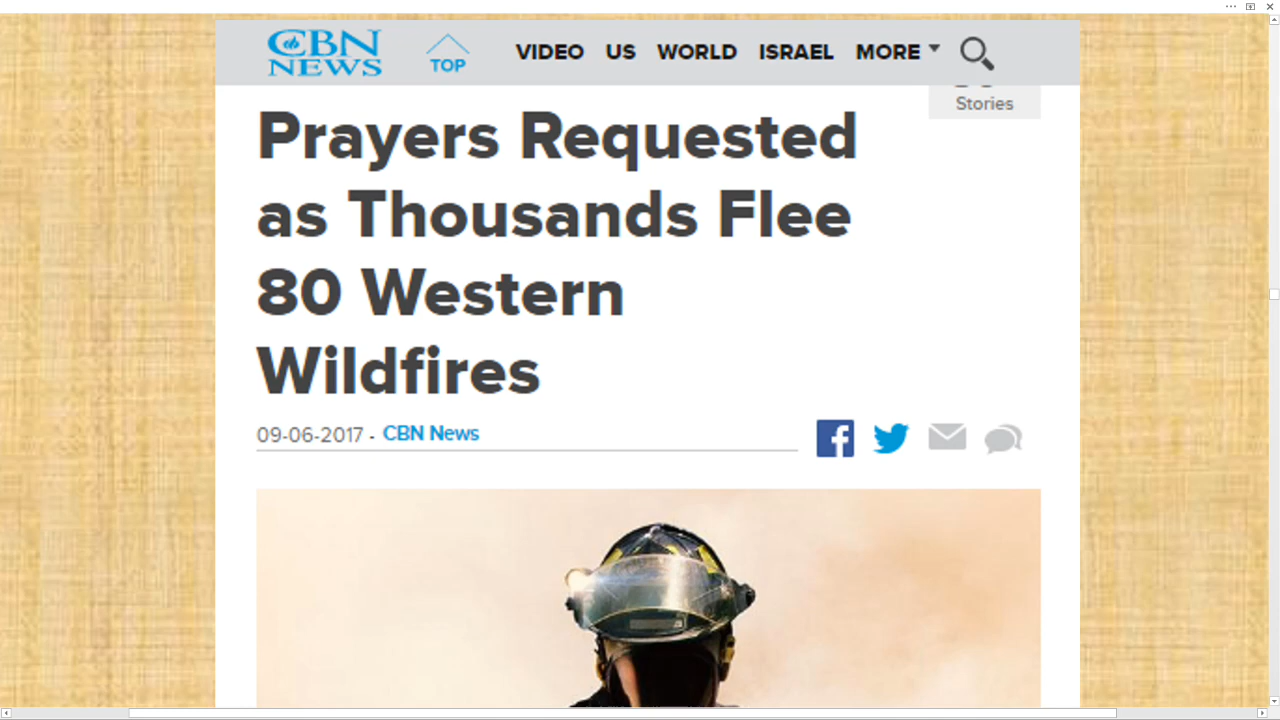 CBN
NEWS
TOP
VIDEO US WORLD ISRAEL MORE
Stories
Prayers Requested
as Thousands Flee
80 Western
Wildfires
09-06-2017 - CBN News